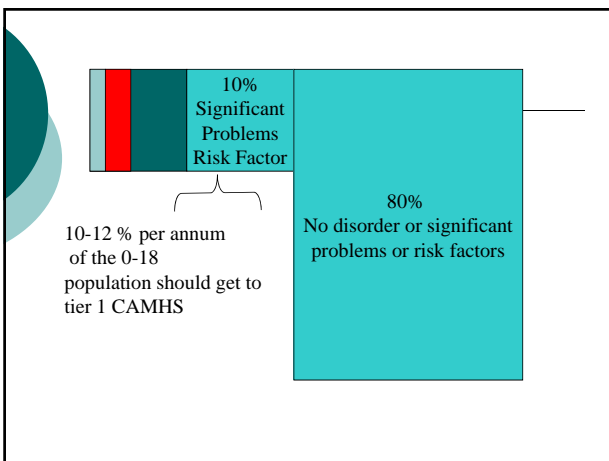 10%
Significant
Problems
Risk Factor
80%
No disorder or significant
problems or risk factors
10-12 % per annum
of the 0-18
population should get to
tier 1 CAMHS